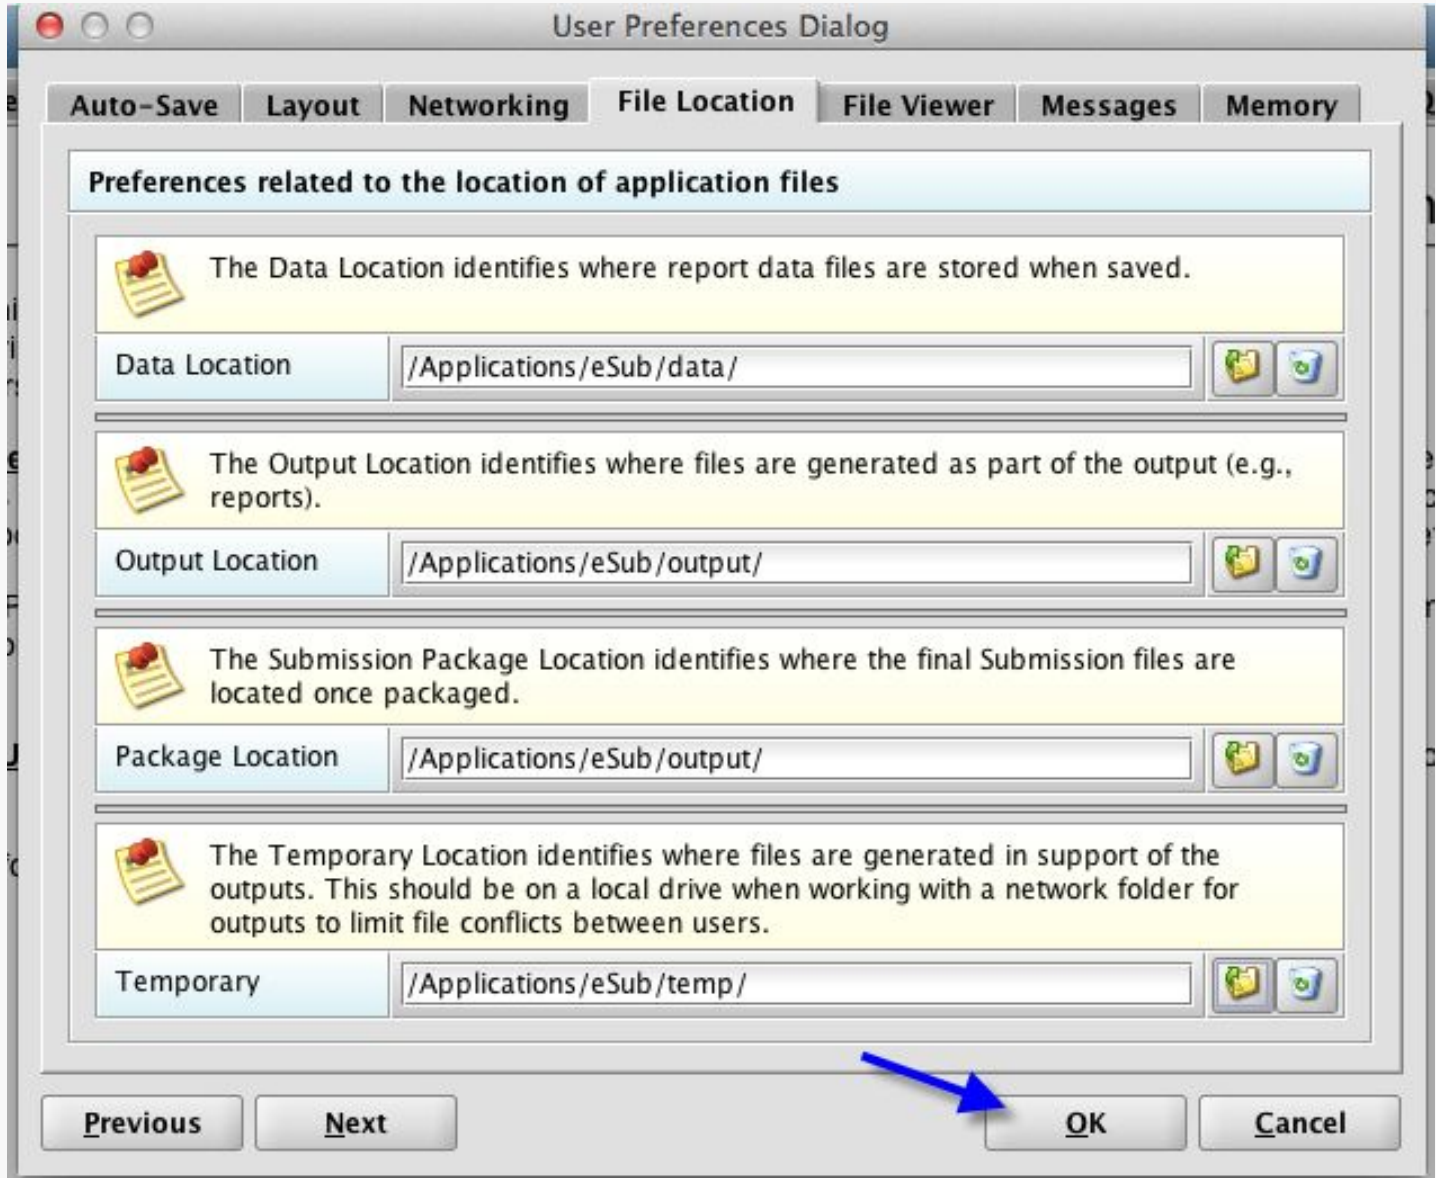 User Preferences Dialog
Auto-Save Layout Networking File Location File Viewer Messages Memory
Preferences related to the location of application files
The Data Location identifies where report data files are stored when saved.
Data Location /Applications/eSub/data/
The Output Location identifies where files are generated as part of the output (e.g.,
reports).
Output Location /Applications/eSub/output/
The Submission Package Location identifies where the final Submission files are
located once packaged.
Package Location /Applications/eSub/output/
The Temporary Location identifies where files are generated in support of the
outputs. This should be on a local drive when working with a network folder for
outputs to limit file conflicts between users.
Temporary /Applications/eSub/temp/
Previous Next OK Cancel